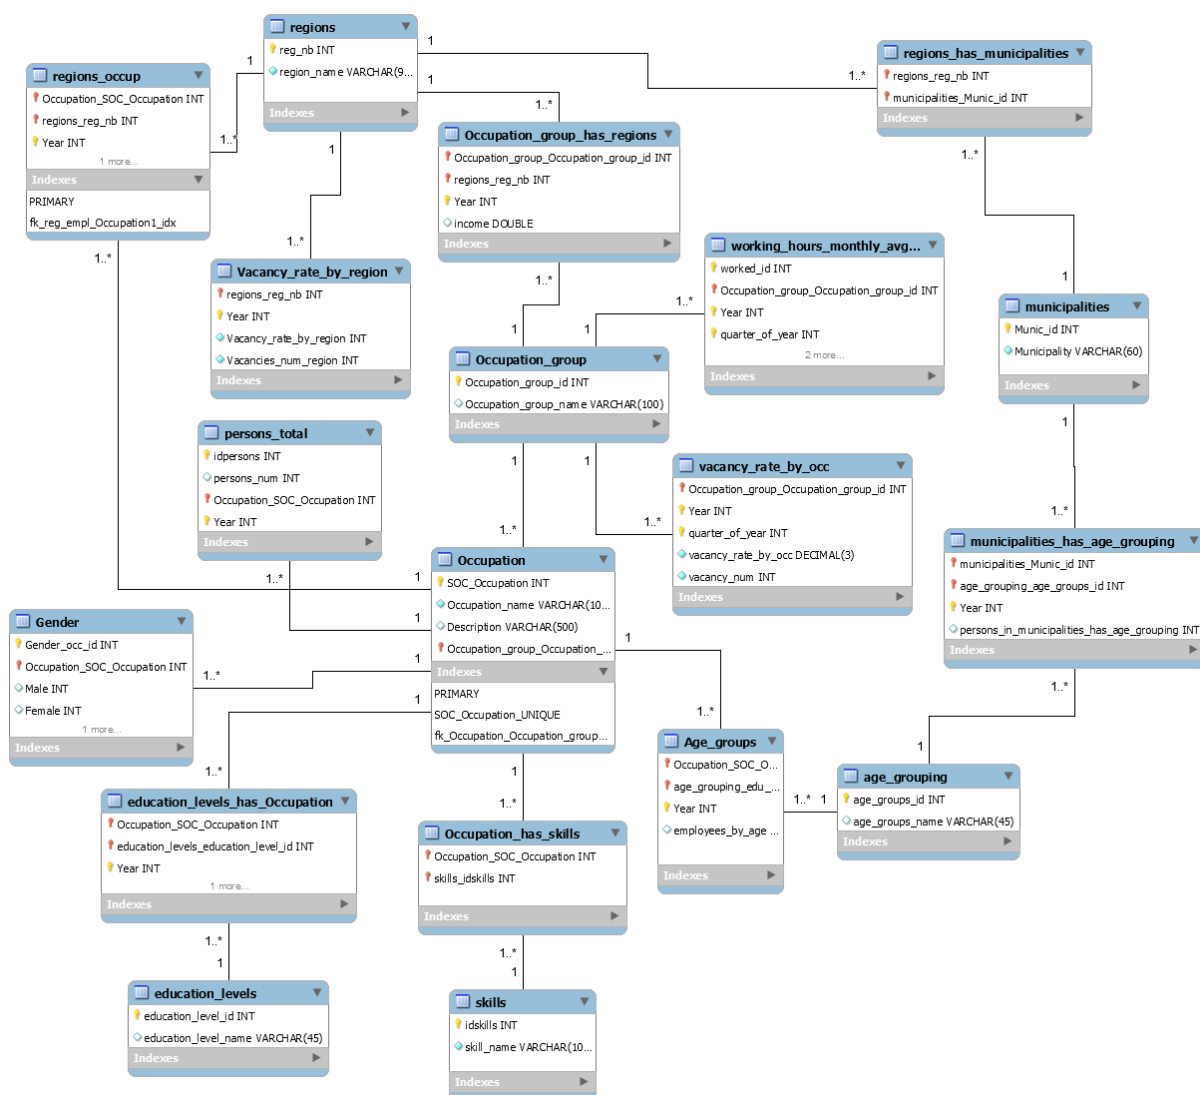 regions
reg_nb INT
region_name VARCHAR(9...
Indexes
1
1..*
1
1..*
1
1..*
1
1..*
regions_has_municipalities
regions_reg_nb INT
municipalities_Munic_id INT
Indexes
1..*
1
regions_occup
Occupation_SOC_Occupation INT
regions_reg_nb INT
Year INT
1 more...
Indexes
PRIMARY
fk_reg_empl_Occupation1_idx
1..*
Occupation_group_has_regions
Occupation_group_Occupation_group_id INT
regions_reg_nb INT
Year INT
income DOUBLE
Indexes
1..*
1
Vacancy_rate_by_region
regions_reg_nb INT
Year INT
Vacancy_rate_by_region INT
Vacancies_num_region INT
Indexes
working_hours_monthly_avg...
worked_id INT
Occupation_group_Occupation_group_id INT
Year INT
quarter_of_year INT
2 more...
Indexes
1..*
1
municipalities
Munic_id INT
Municipality VARCHAR(60)
Indexes
1
1..*
Occupation_group
Occupation_group_id INT
Occupation_group_name VARCHAR(100)
Indexes
1
1..*
1
1..*
persons_total
idpersons INT
persons_num INT
Occupation_SOC_Occupation INT
Year INT
Indexes
1..*
vacancy_rate_by_occ
Occupation_group_Occupation_group_id INT
Year INT
quarter_of_year INT
vacancy_rate_by_occ DECIMAL(3)
vacancy_num INT
Indexes
municipalities_has_age_grouping
municipalities_Munic_id INT
age_grouping_age_groups_id INT
Year INT
persons_in_municipalities_has_age_grouping INT
Indexes
1..*
1
Occupation
SOC_Occupation INT
Occupation_name VARCHAR(10...
Description VARCHAR(500)
Occupation_group_Occupation_...
Indexes
PRIMARY
SOC_Occupation_UNIQUE
fk_Occupation_Occupation_group...
1
1
1
1
1
1..*
1
1..*
Gender
Gender_occ_id INT
Occupation_SOC_Occupation INT
Male INT
Female INT
1 more...
Indexes
1..*
1..*
Age_groups
Occupation_SOC_O...
age_grouping_edu_...
Year INT
employees_by_age ...
Indexes
1..*
1
age_grouping
age_groups_id INT
age_groups_name VARCHAR(45)
Indexes
education_levels_has_Occupation
Occupation_SOC_Occupation INT
education_levels_education_level_id INT
Year INT
1 more...
Indexes
1..*
1
Occupation_has_skills
Occupation_SOC_Occupation INT
skills_idskills INT
Indexes
1..*
1
education_levels
education_level_id INT
education_level_name VARCHAR(45)
Indexes
skills
idskills INT
skill_name VARCHAR(10...
Indexes